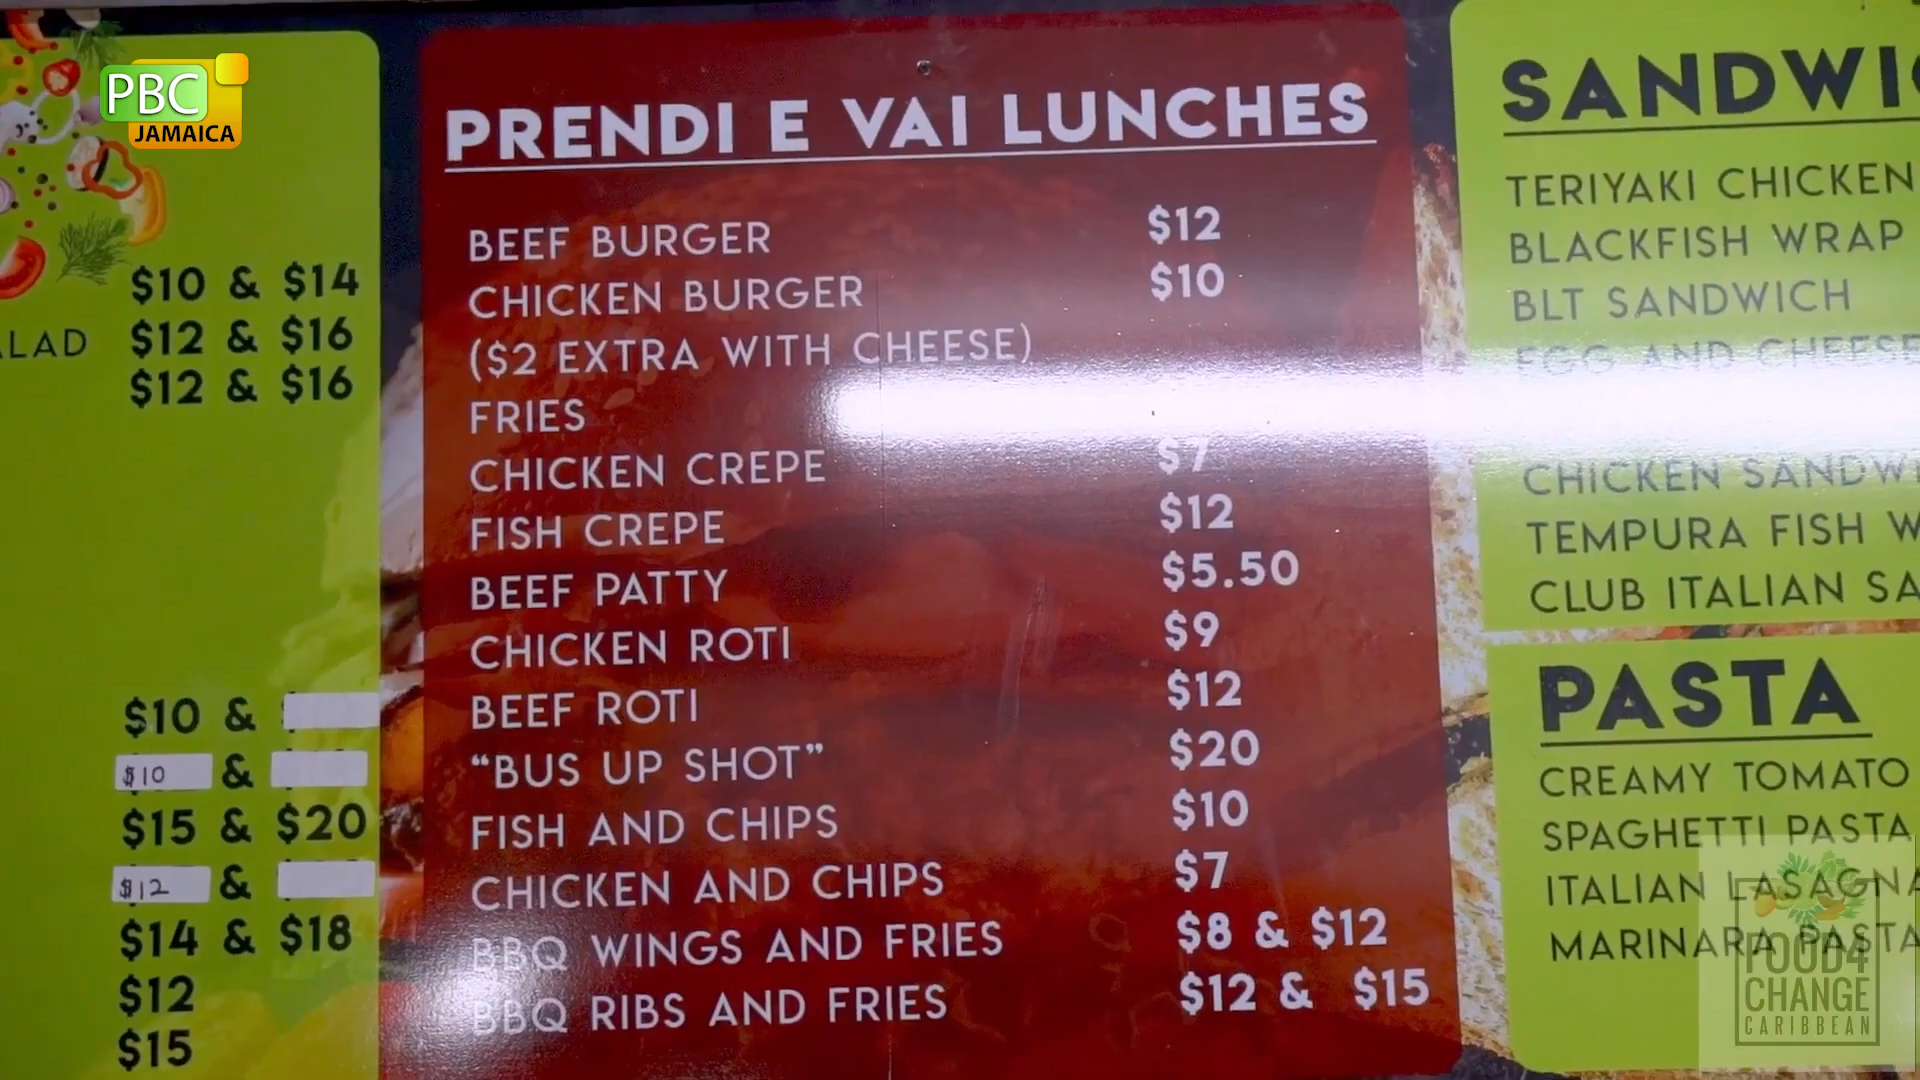 PBC
JAMAICA
$10 & $14
LAD $12 & $16
$12 & $16
$10 &
$10 &
$15 & $20
$12 &
$14 & $18
$12
$15
PRENDI E VAI LUNCHES
BEEF BURGER $12
CHICKEN BURGER $10
($2 EXTRA WITH CHEESE)
FRIES
CHICKEN CREPE $7
FISH CREPE $12
BEEF PATTY $5.50
CHICKEN ROTI $9
BEEF ROTI $12
“BUS UP SHOT” $20
FISH AND CHIPS $10
CHICKEN AND CHIPS $7
BBQ WINGS AND FRIES $8 & $12
BBQ RIBS AND FRIES $12 & $15
SANDWI
TERIYAKI CHICKEN
BLACKFISH WRAP
BLT SANDWICH
EGG AND CHEESE
CHICKEN SANDW
TEMPURA FISH W
CLUB ITALIAN SA
PASTA
CREAMY TOMATO
SPAGHETTI PASTA
ITALIAN LASAGNA
MARINARA PASTA
FOOD4
CHANGE
CARIBBEAN